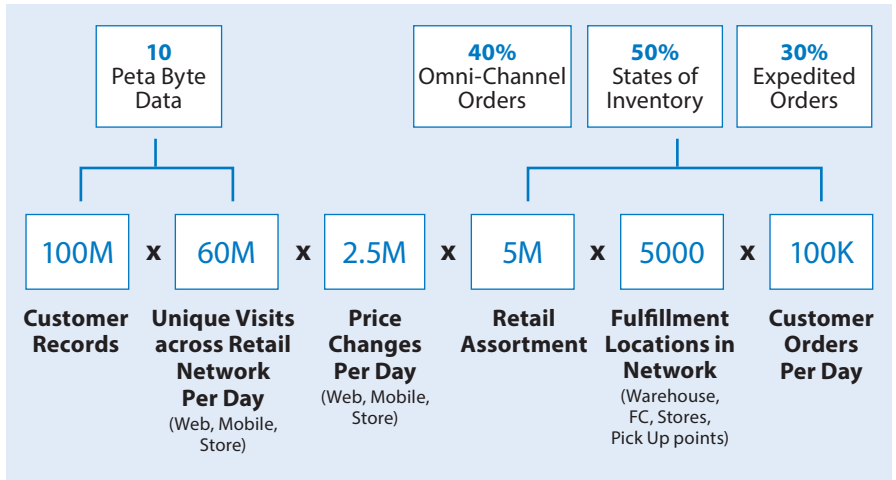 10
Peta Byte
Data
40%
Omni-Channel
Orders
50%
States of
Inventory
30%
Expedited
Orders
100M x 60M x 2.5M x 5M x 5000 x 100K
Customer
Records
Unique Visits
across Retail
Network
Per Day
(Web, Mobile,
Store)
Price
Changes
Per Day
(Web, Mobile,
Store)
Retail
Assortment
Fulfillment
Locations in
Network
(Warehouse,
FC, Stores,
Pick Up points)
Customer
Orders
Per Day